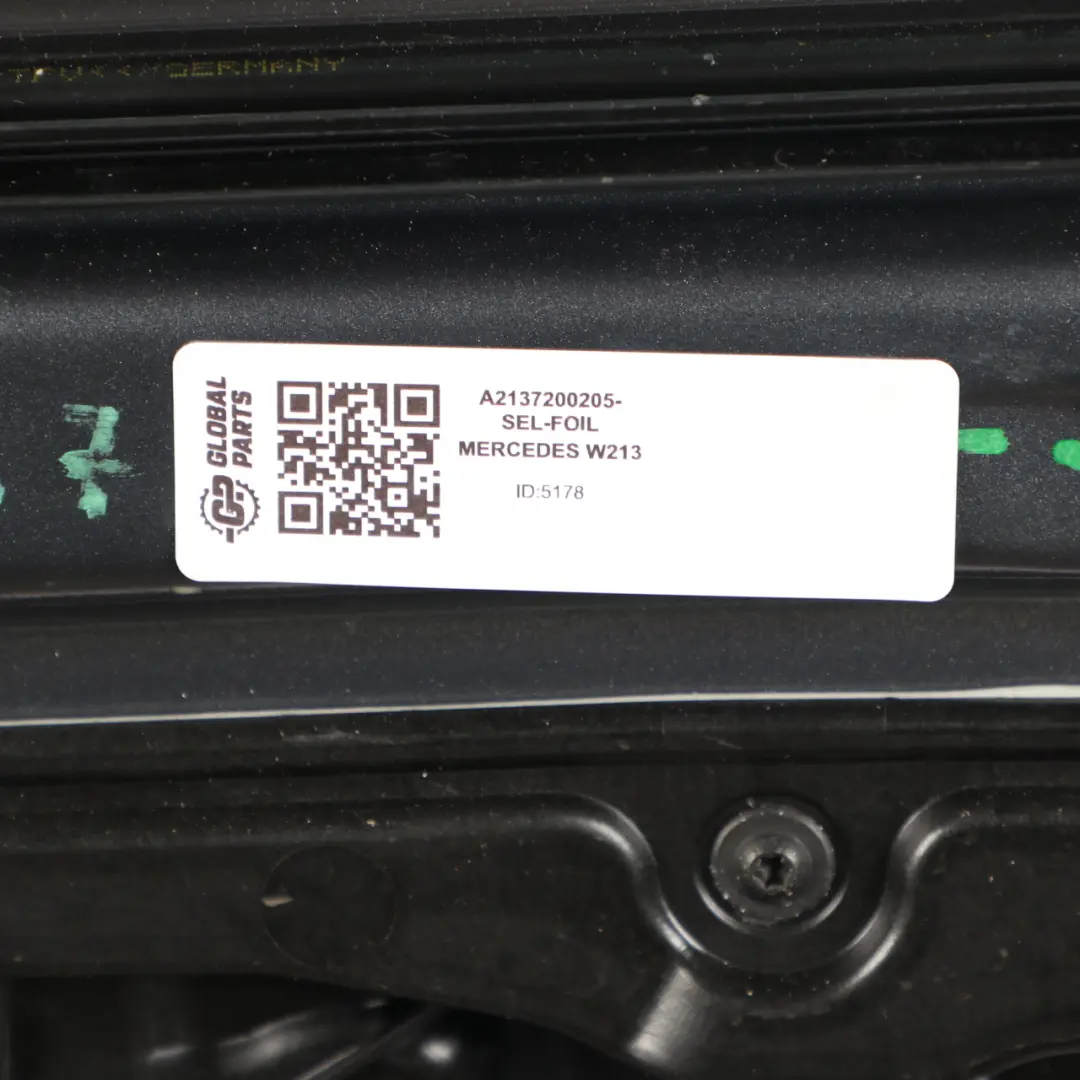 GERMANY
GLOBAL
PARTS
A2137200205-
SEL-FOIL
MERCEDES W213
ID:5178